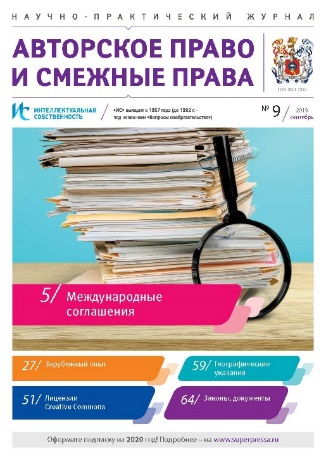 НАУЧНО-ПРАКТИЧЕСКИЙ ЖУРНАЛ
АВТОРСКОЕ ПРАВО
И СМЕЖНЫЕ ПРАВА
ИС ИНТЕЛЛЕКТУАЛЬНАЯ
СОБСТВЕННОСТЬ
«ИС» выходит с 1957 года (до 1992 г. -
под названием «Вопросы изобретательства»)
№ 9/ 2019
сентябрь
5/ Международные
соглашения
27/ Зарубежный опыт
59/ Географические
указания
51/ Лицензии
Creative Commons
64/ Законы, документы
Оформите подписку на 2020 год! Подробнее – на www.superpressa.ru